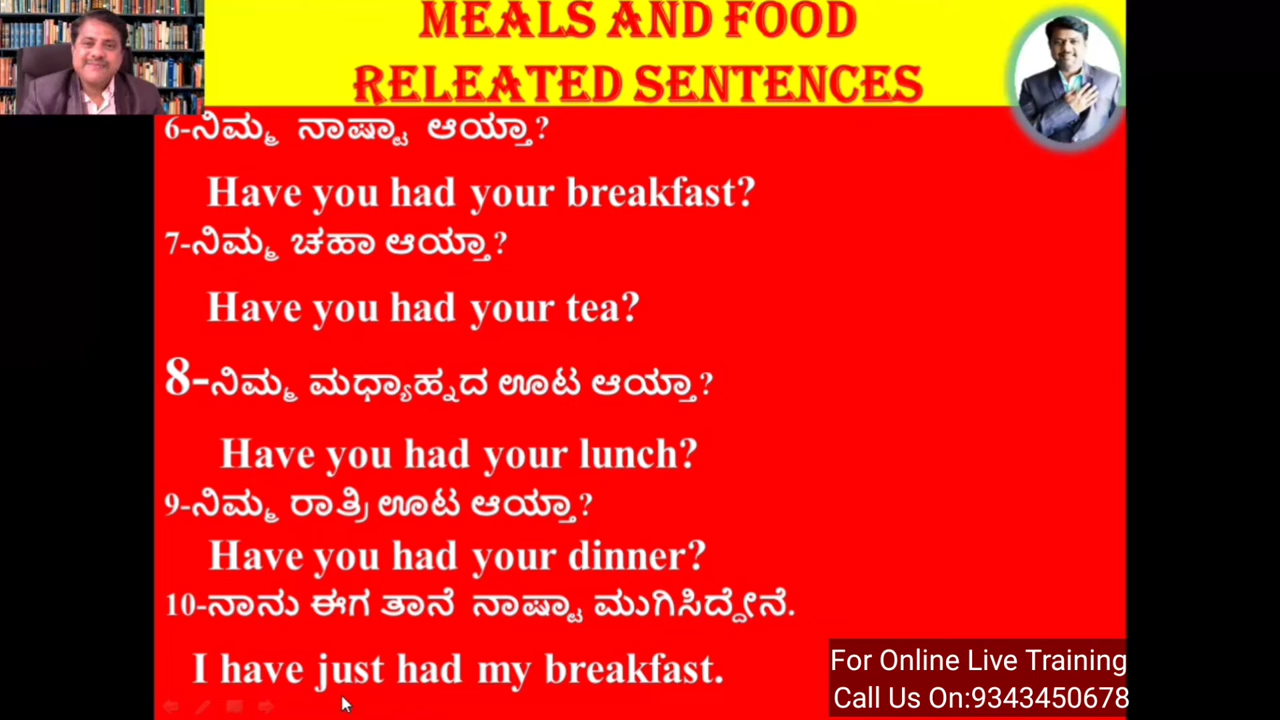 MEALS AND FOOD
RELEATED SENTENCES
6-ನಿಮ್ಮ ನಾಷ್ಟಾ ಆಯ್ತಾ?
Have you had your breakfast?
7-ನಿಮ್ಮ ಚಹಾ ಆಯ್ತಾ?
Have you had your tea?
8-ನಿಮ್ಮ ಮಧ್ಯಾಹ್ನದ ಊಟ ಆಯ್ತಾ?
Have you had your lunch?
9-ನಿಮ್ಮ ರಾತ್ರಿ ಊಟ ಆಯ್ತಾ?
Have you had your dinner?
10-ನಾನು ಈಗ ತಾನೆ ನಾಷ್ಟಾ ಮುಗಿಸಿದ್ದೇನೆ.
I have just had my breakfast.
For Online Live Training
Call Us On:9343450678